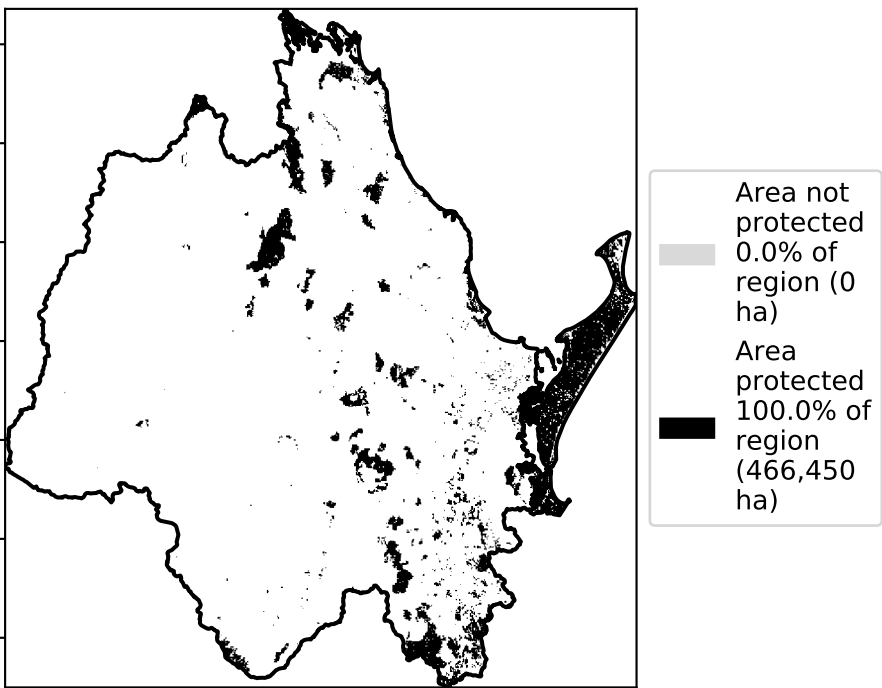 Area not
protected
0.0% of
region (0
ha)
Area
protected
100.0% of
region
(466,450
ha)